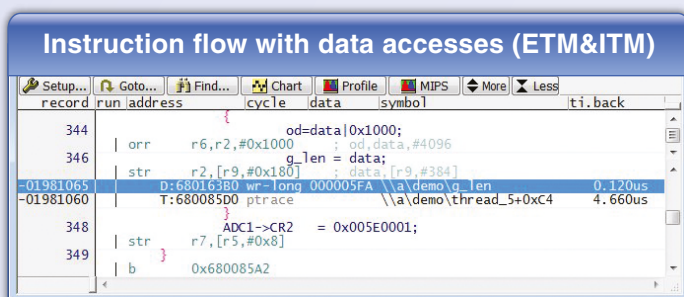 Instruction flow with data accesses (ETM&ITM)
Setup... Goto... Find... Chart Profile MIPS More Less
record run address cycle data symbol ti.back
{
344 od=data|0x1000;
orr r6,r2,#0x1000 ; od,data,#4096
346 g_len = data;
str r2,[r9,#0x180] ; data,[r9,#384]
-01981065 D:680163B0 wr-long 000005FA \\a\demo\g_len 0.120us
-01981060 T:680085D0 ptrace \\a\demo\thread_5+0xC4 4.660us
}
348 ADC1->CR2 = 0x005E0001;
str r7,[r5,#0x8]
349 }
b 0x680085A2